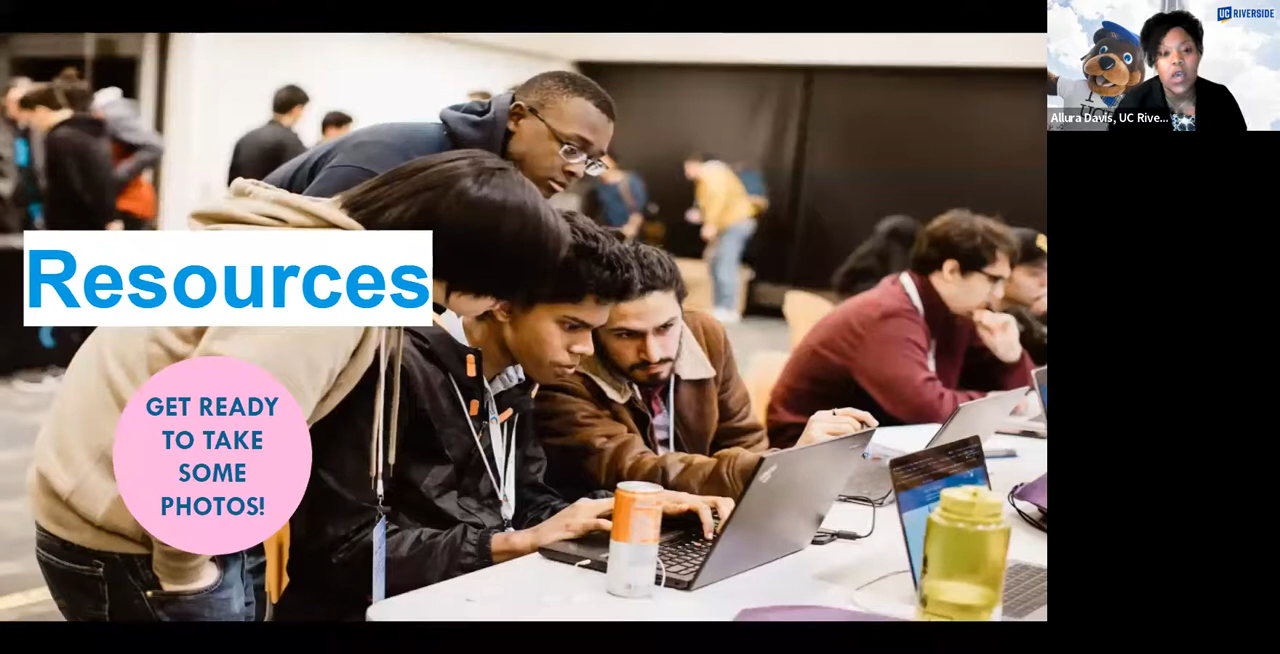 Resources
GET READY
TO TAKE
SOME
PHOTOS!
UC RIVERSIDE
I
Allura Davis, UC Rive...